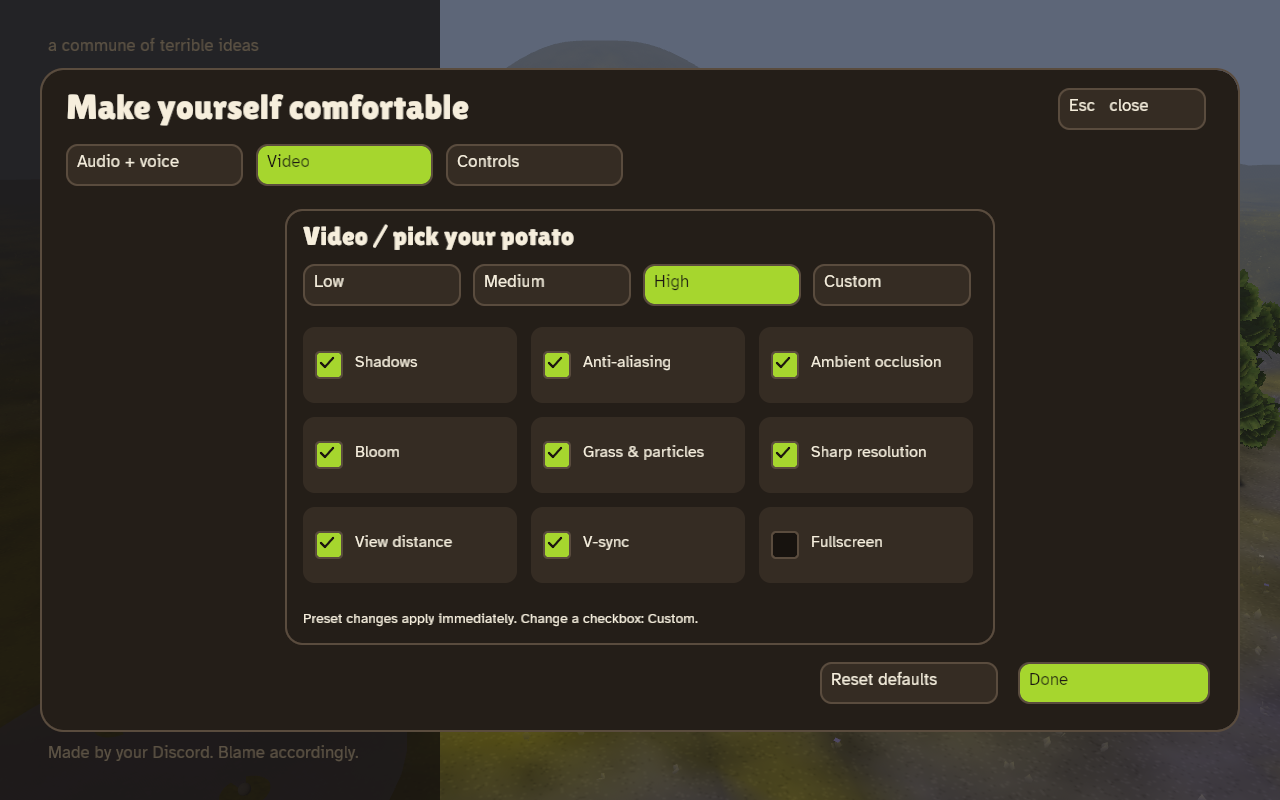 a commune of terrible ideas
Make yourself comfortable
Esc close
Audio + voice
Video
Controls
Video / pick your potato
Low
Medium
High
Custom
Shadows
Anti-aliasing
Ambient occlusion
Bloom
Grass & particles
Sharp resolution
View distance
V-sync
Fullscreen
Preset changes apply immediately. Change a checkbox: Custom.
Reset defaults
Done
Made by your Discord. Blame accordingly.